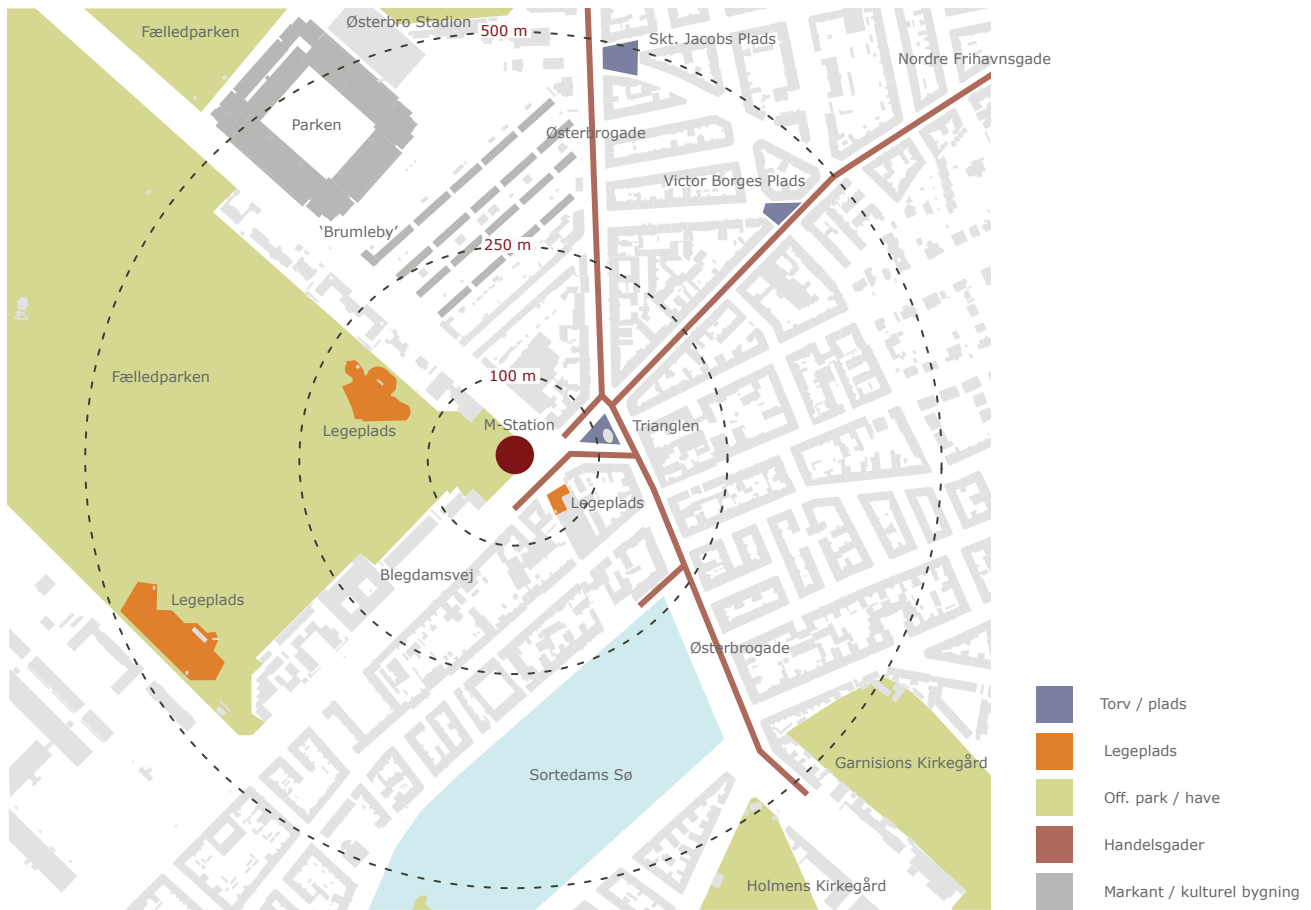 Østerbro Stadion
Fælledparken
500 m
Skt. Jacobs Plads
Nordre Frihavnsgade
Parken
Østerbrogade
Victor Borges Plads
'Brumleby'
250 m
Fælledparken
100 m
Legeplads
M-Station
Trianglen
Legeplads
Blegdamsvej
Legeplads
Østerbrogade
Sortedams Sø
Garnisions Kirkegård
Holmens Kirkegård
Torv / plads
Legeplads
Off. park / have
Handelsgader
Markant / kulturel bygning